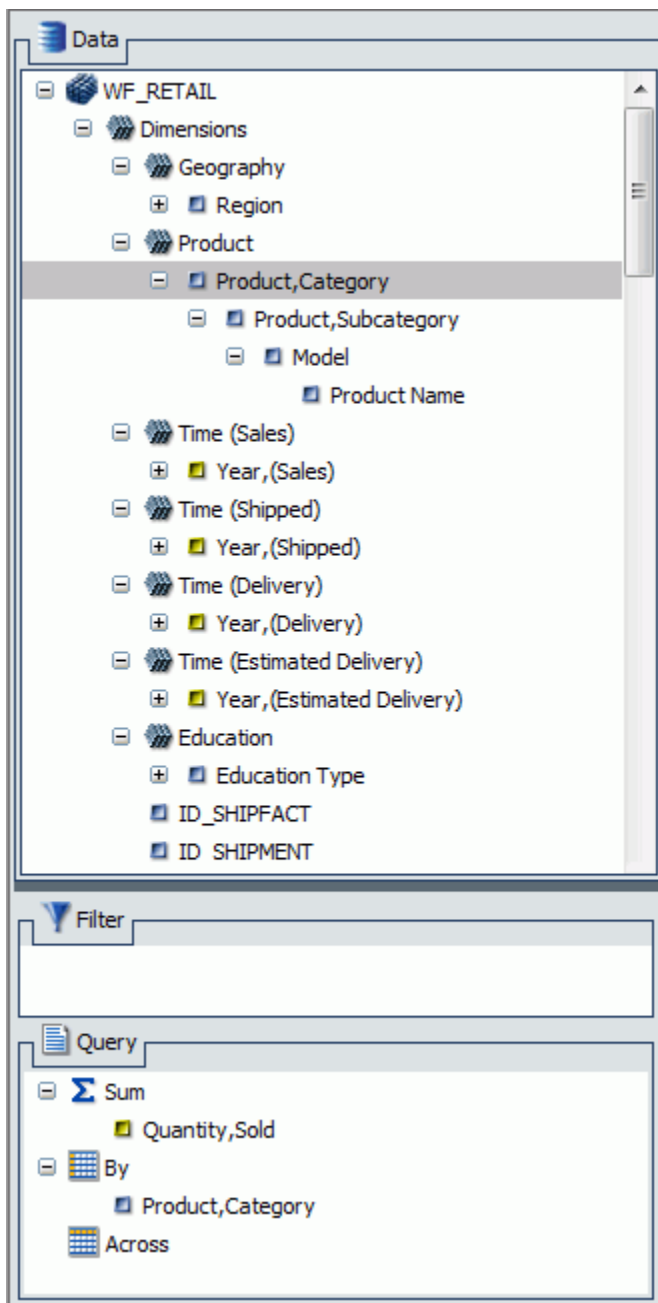 Data
WF_RETAIL
Dimensions
Geography
Region
Product
Product,Category
Product,Subcategory
Model
Product Name
Time (Sales)
Year,(Sales)
Time (Shipped)
Year,(Shipped)
Time (Delivery)
Year,(Delivery)
Time (Estimated Delivery)
Year,(Estimated Delivery)
Education
Education Type
ID_SHIPFACT
ID_SHIPMENT
Filter
Query
Sum
Quantity,Sold
By
Product,Category
Across